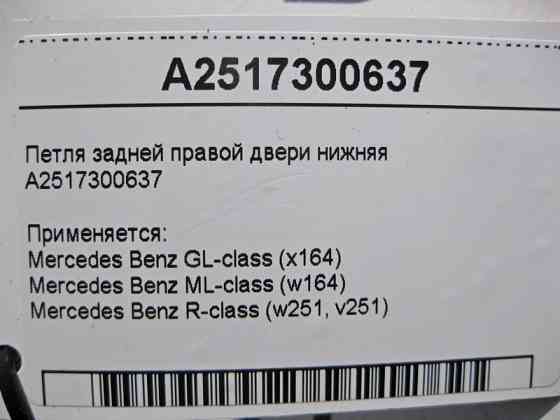 A2517300637
Петля задней правой двери нижняя
A2517300637
Применяется:
Mercedes Benz GL-class (x164)
Mercedes Benz ML-class (w164)
Mercedes Benz R-class (w251, v251)